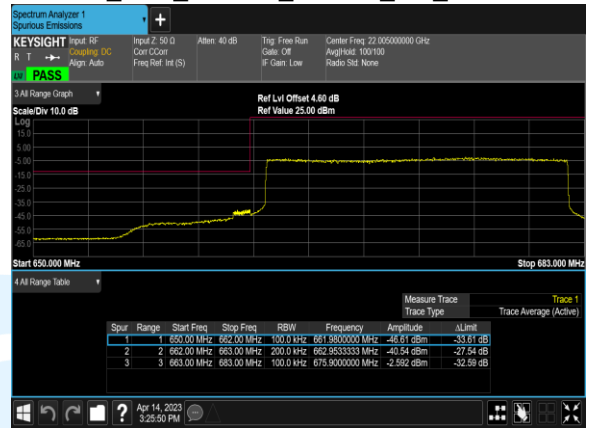 Spectrum Analyzer 1
Spurious Emissions
KEYSIGHT Input: RF Input Z: 50 Ω Atten: 40 dB Trig: Free Run Center Freq: 22.005000000 GHz
R T Coupling: DC Corr CCorr Gate: Off Avg|Hold: 100/100
Align: Auto Freq Ref: Int (S) IF Gain: Low Radio Std: None
PASS
3 All Range Graph
Ref Lvl Offset 4.60 dB
Scale/Div 10.0 dB Ref Value 25.00 dBm
Log
15.0
5.00
-5.00
-15.0
-25.0
-35.0
-45.0
-55.0
-65.0
Start 650.000 MHz Stop 683.000 MHz
4 All Range Table
Measure Trace Trace 1
Trace Type Trace Average (Active)
Spur Range Start Freq Stop Freq RBW Frequency Amplitude ΔLimit
1 1 650.00 MHz 662.00 MHz 100.0 kHz 661.9800000 MHz -46.61 dBm -33.61 dB
2 2 662.00 MHz 663.00 MHz 200.0 kHz 662.9533333 MHz -40.54 dBm -27.54 dB
3 3 663.00 MHz 683.00 MHz 100.0 kHz 675.9000000 MHz -2.592 dBm -32.59 dB
Apr 14, 2023
3:25:50 PM